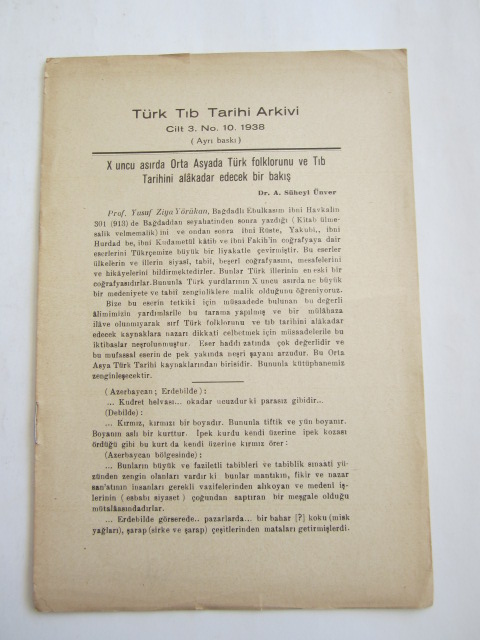 Türk Tıb Tarihi Arkivi
Cilt 3. No. 10. 1938
( Ayrı baskı )
X uncu asırda Orta Asyada Türk folklorunu ve Tıb
Tarihini alâkadar edecek bir bakış
Dr. A. Süheyl Ünver
Prof. Yusuf Ziya Yörükan, Bağdadlı Ebulkasım ibni Havkalin
301 (913) de Bağdaddan seyahatinden sonra yazdığı ( Kitab ülme-
salik velmemalik) ini ve ondan sonra ibni Rüste, Yakubi,, ibni
Hurdad be, ibni Kudametül kâtib ve ibni Fakih'in coğrafyaya dair
eserlerini Türkçemize büyük bir liyakatle çevirmiştir. Bu eserler
ülkelerin ve illerin siyasî, tabiî, beşerî coğrafyasını, mesafelerini
ve hikâyelerini bildirmektedirler. Bunlar Türk illerinin en eski bir
coğrafyasıdırlar. Bununla Türk yurdlarının X uncu asırda ne büyük
bir medeniyete ve tabiî zenginliklere malik olduğunu öğreniyoruz.
Bize bu eserin tetkiki için müsaadede bulunan bu değerli
âlimimizin yardımlarile bu tarama yapılmış ve bir mülâhaza
ilâve olunmıyarak sırf Türk folklorunu ve tıb tarihini alâkadar
edecek kaynaklara nazarı dikkati celbetmek için müssadelerile bu
iktibaslar neşrolunmuştur. Eser haddı zatında çok değerlidir ve
bu mufassal eserin de pek yakında neşri şayanı arzudur. Bu Orta
Asya Türk Tarihi kaynaklarından birisidir. Bununla kütüphanemiz
zenginleşecektir.
(Azerbaycan ; Erdebilde) :
... Kudret helvası... okadar ucuzdur ki parasız gibidir...
(Debilde) :
... Kırmız, kırmızı bir boyadır. Bununla tiftik ve yün boyanır.
Boyanın aslı bir kurttur. İpek kurdu kendi üzerine ipek kozası
ördüğü gibi bu kurt da kendi üzerine kırmız örer :
(Azerbaycan bölgesinde) ;
... Bunların büyük ve faziletli tabibleri ve tabiblik sınaati yü-
zünden zengin olanları vardır ki bunlar mantıkın, fikir ve nazar
san'atının insanları gerekli vazifelerinden alıkoyan ve medenî iş-
lerinin ( esbabı siyaset ) çoğundan saptıran bir meşgale olduğu
mütalâasındadırlar.
... Erdebilde görserede.. pazarlarda... bir bahar [?] koku (misk
yağları), şarap (sirke ve şarap) çeşitlerinden mataları getirmişlerdi.